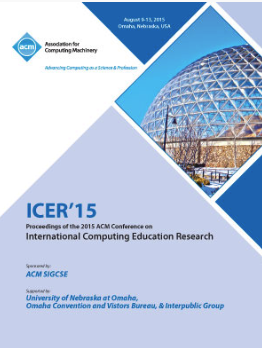 August 9-13, 2015
Omaha, Nebraska, USA
acm
Association for
Computing Machinery
Advancing Computing as a Science & Profession
ICER'15
Proceedings of the 2015 ACM Conference on
International Computing Education Research
Sponsored by:
ACM SIGCSE
Supported by:
University of Nebraska at Omaha,
Omaha Convention and Vistors Bureau, & Interpublic Group